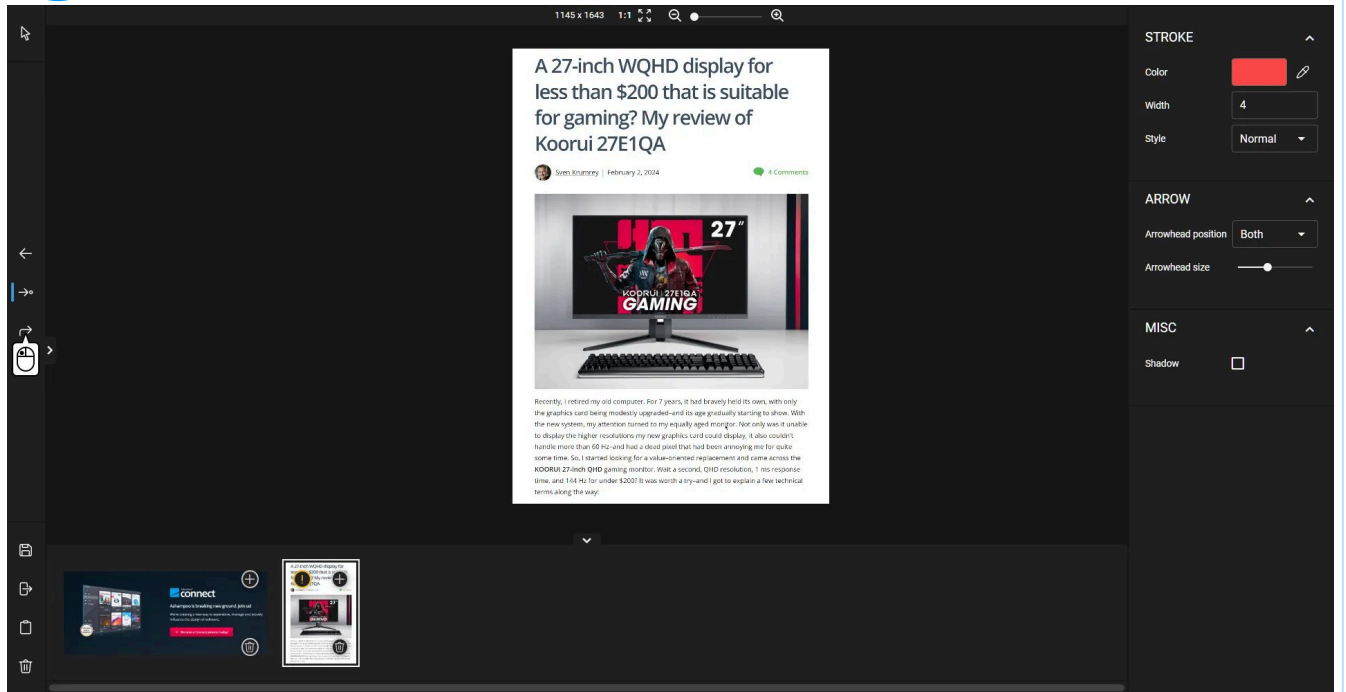 1145 x 1643 1:1
STROKE
Color
Width 4
Style Normal
ARROW
Arrowhead position Both
Arrowhead size
MISC
Shadow
A 27-inch WQHD display for
less than $200 that is suitable
for gaming? My review of
Koorui 27E1QA
Sven Krumrey | February 2, 2024 4 Comments
27"
KOORUI 27E1QA
GAMING
Recently, I retired my old computer. For 7 years, it had bravely held its own, with only
the graphics card being modestly upgraded–and its age gradually starting to show. With
the new system, my attention turned to my equally aged monitor. Not only was it unable
to display the higher resolutions my new graphics card could display, it also couldn't
handle more than 60 Hz–and had a dead pixel that had been annoying me for quite
some time. So, I started looking for a value-oriented replacement and came across the
KOORUI 27-inch QHD gaming monitor. Wait a second, QHD resolution, 1 ms response
time, and 144 Hz for under $200? It was worth a try–and I got to explain a few technical
terms along the way!
connect
Ashampoo is breaking new ground, join us!